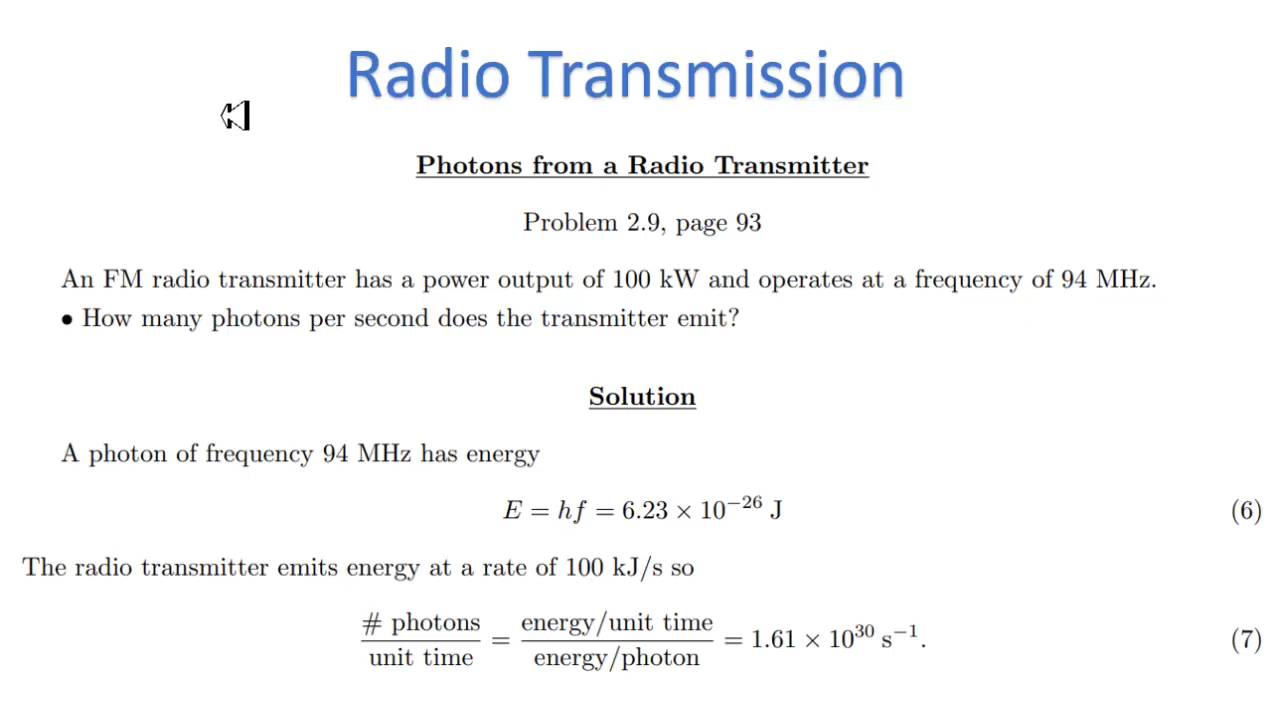 Radio Transmission
Photons from a Radio Transmitter
Problem 2.9, page 93
An FM radio transmitter has a power output of 100 kW and operates at a frequency of 94 MHz.
• How many photons per second does the transmitter emit?
Solution
A photon of frequency 94 MHz has energy
E = hf = 6.23 × 10⁻²⁶ J (6)
The radio transmitter emits energy at a rate of 100 kJ/s so
# photons / unit time = energy/unit time / energy/photon = 1.61 × 10³⁰ s⁻¹. (7)